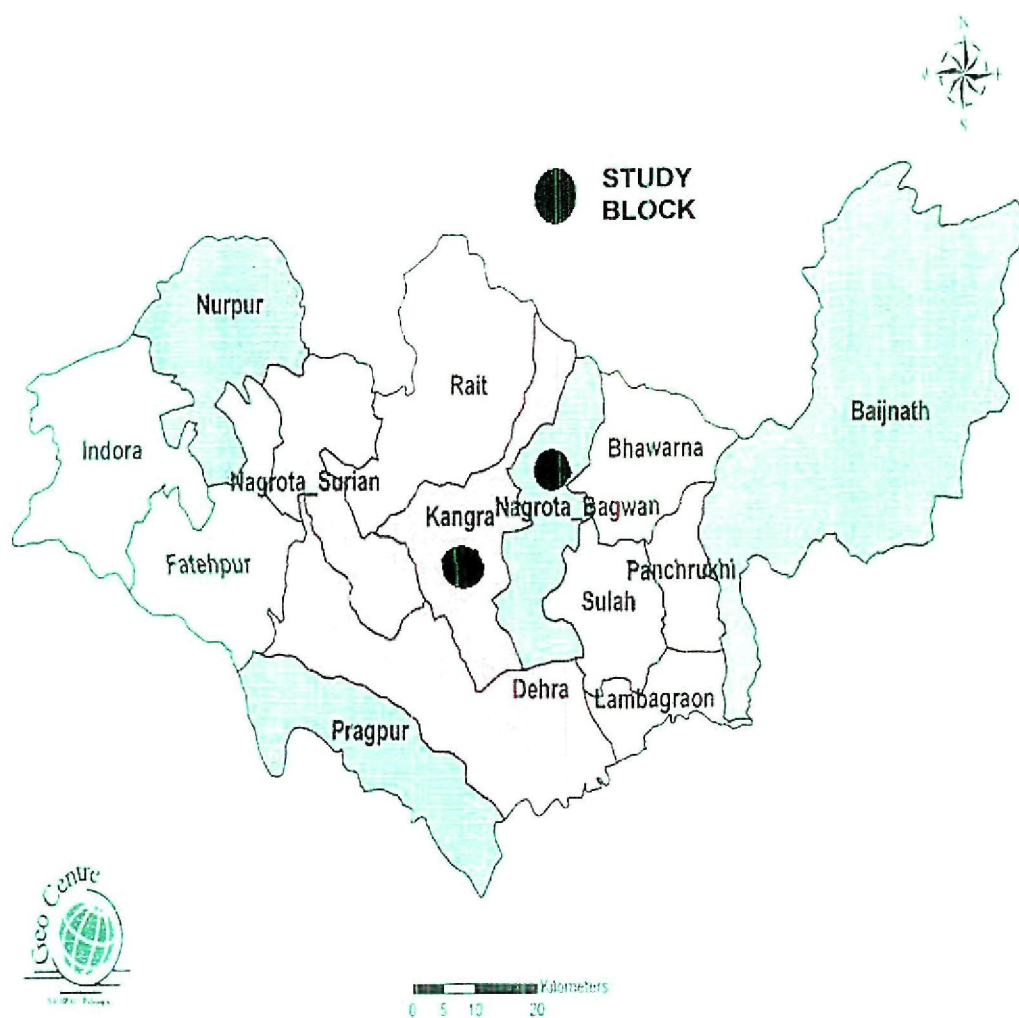 N
STUDY
BLOCK
Nurpur
Rait
Baijnath
Indora
Bhawarna
Nagrota_Surian
Kangra
Nagrota_Bagwan
Fatehpur
Panchrukhi
Sulah
Dehra
Lambagraon
Pragpur
Geo Centre
Kilometers
0 5 10 20